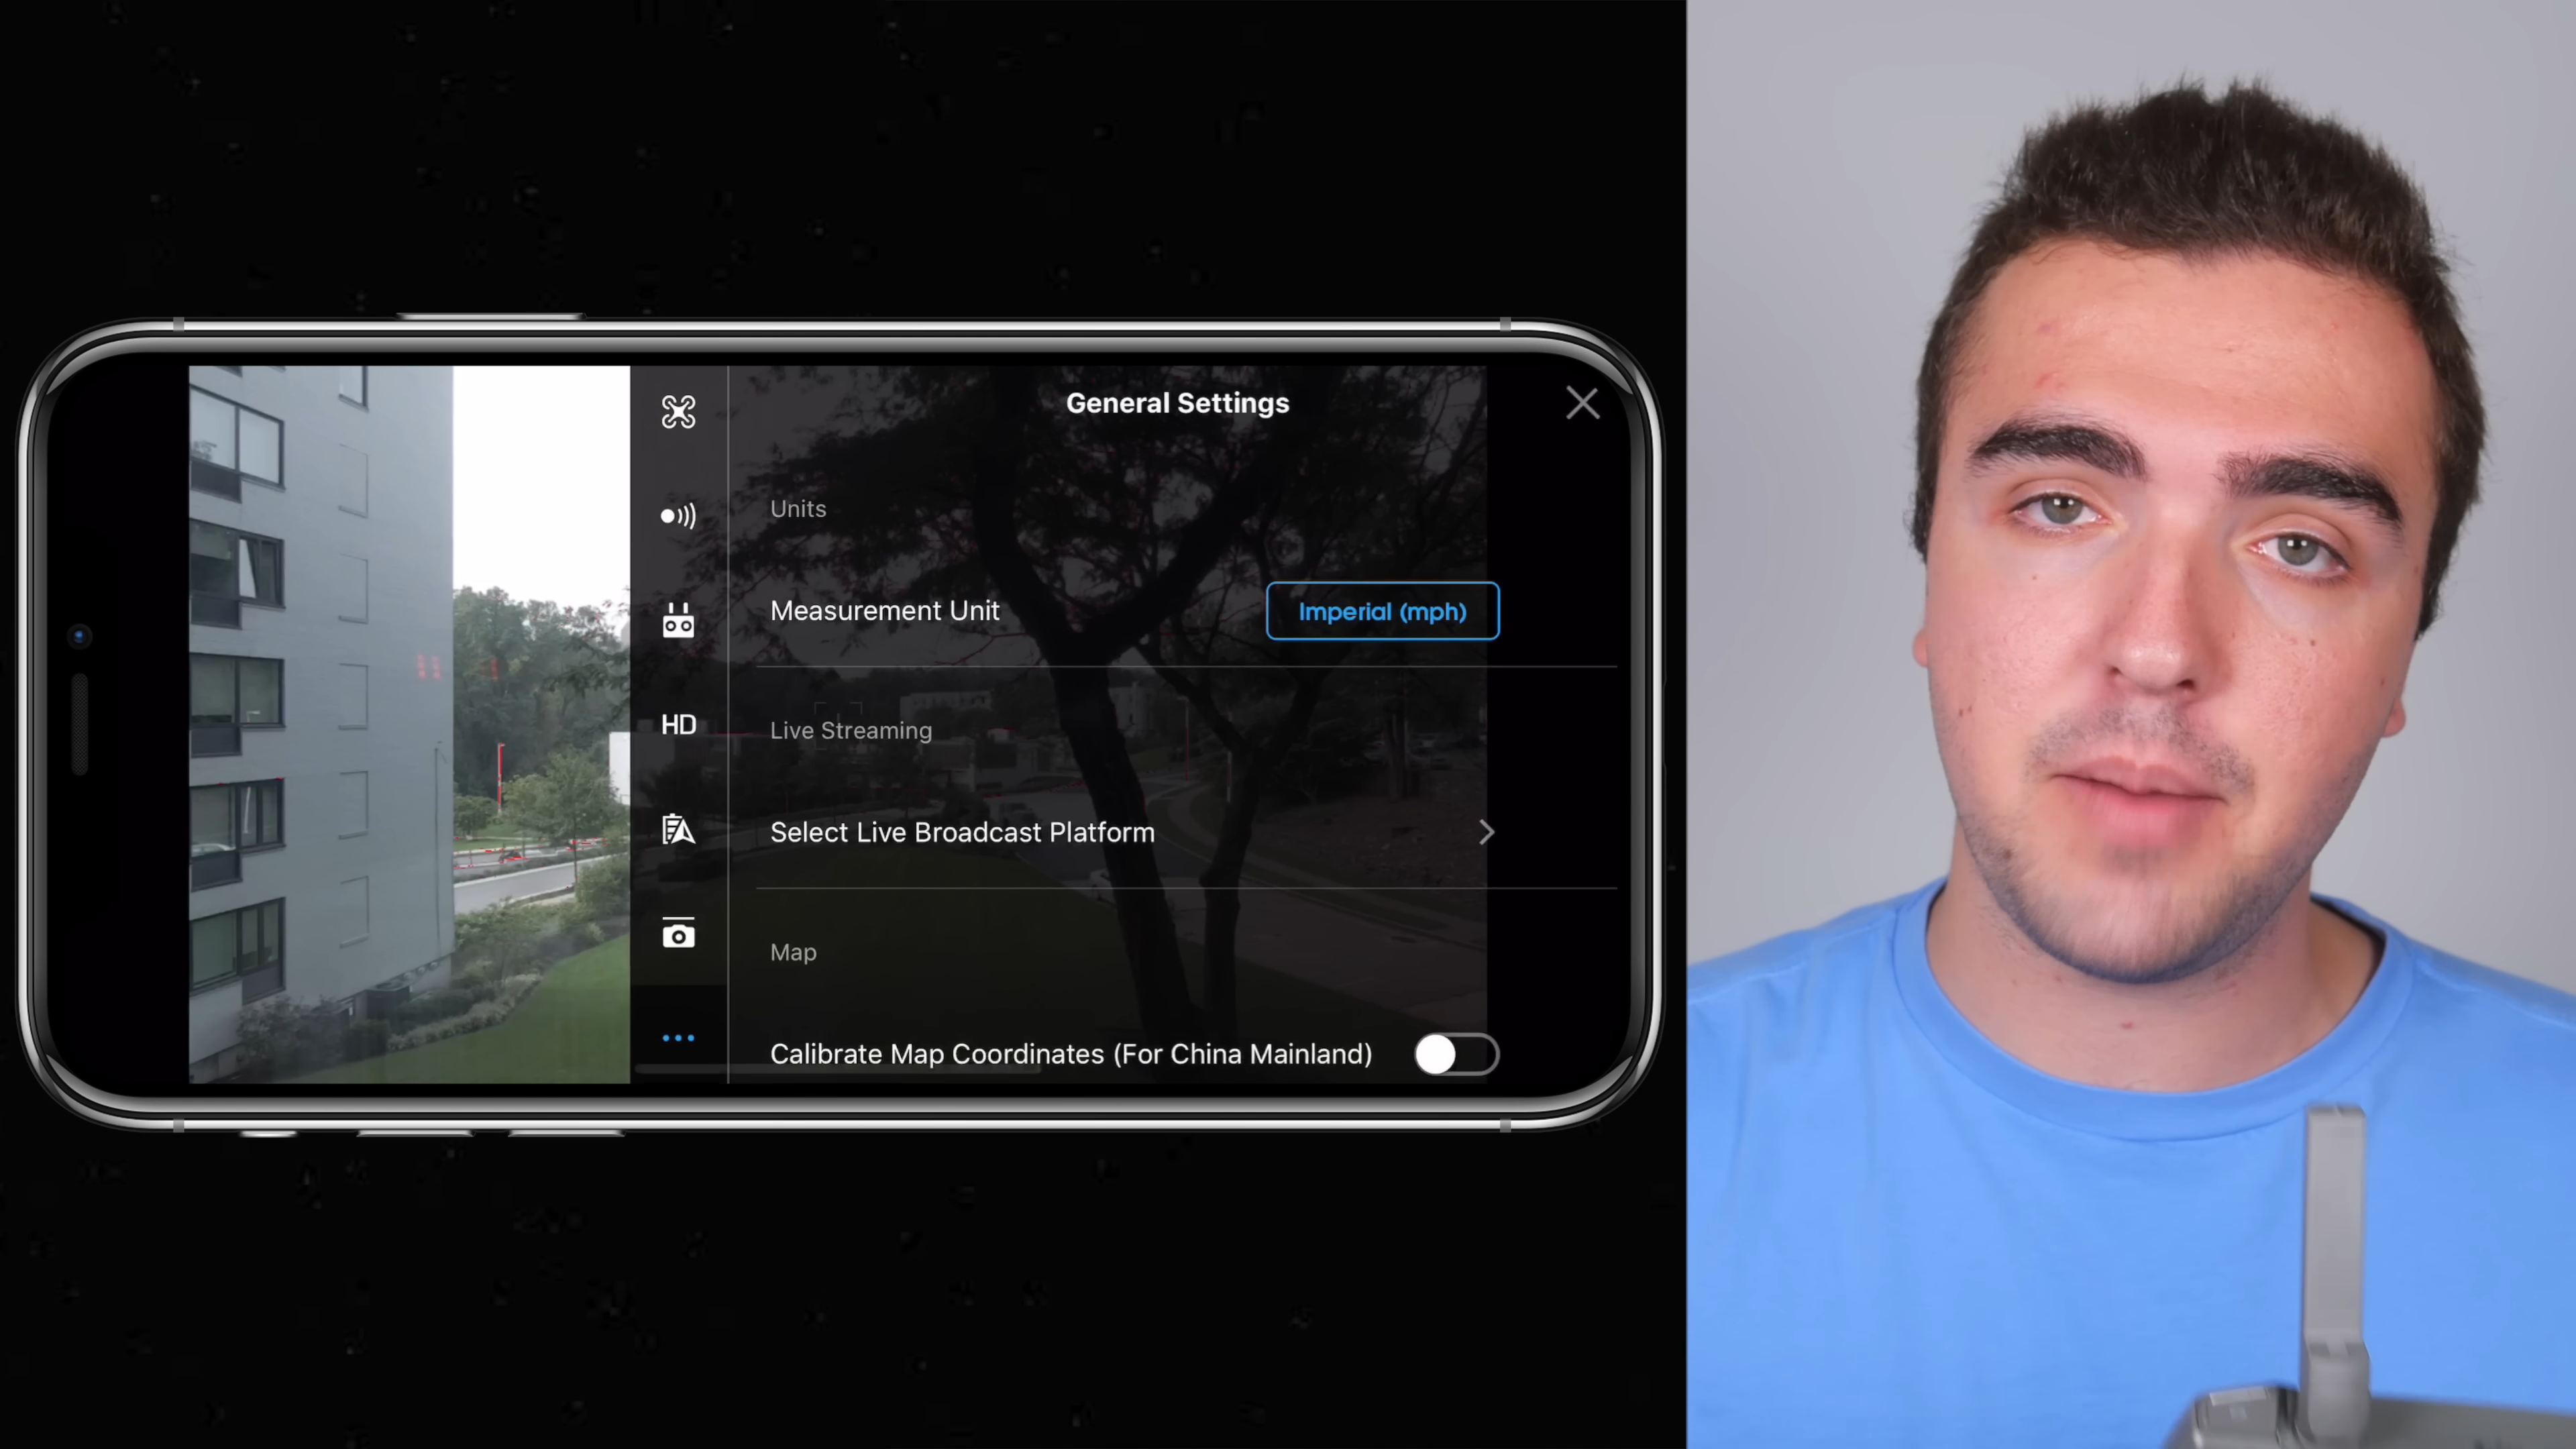 General Settings
Units
Measurement Unit
Imperial (mph)
HD
Live Streaming
Select Live Broadcast Platform
Map
Calibrate Map Coordinates (For China Mainland)